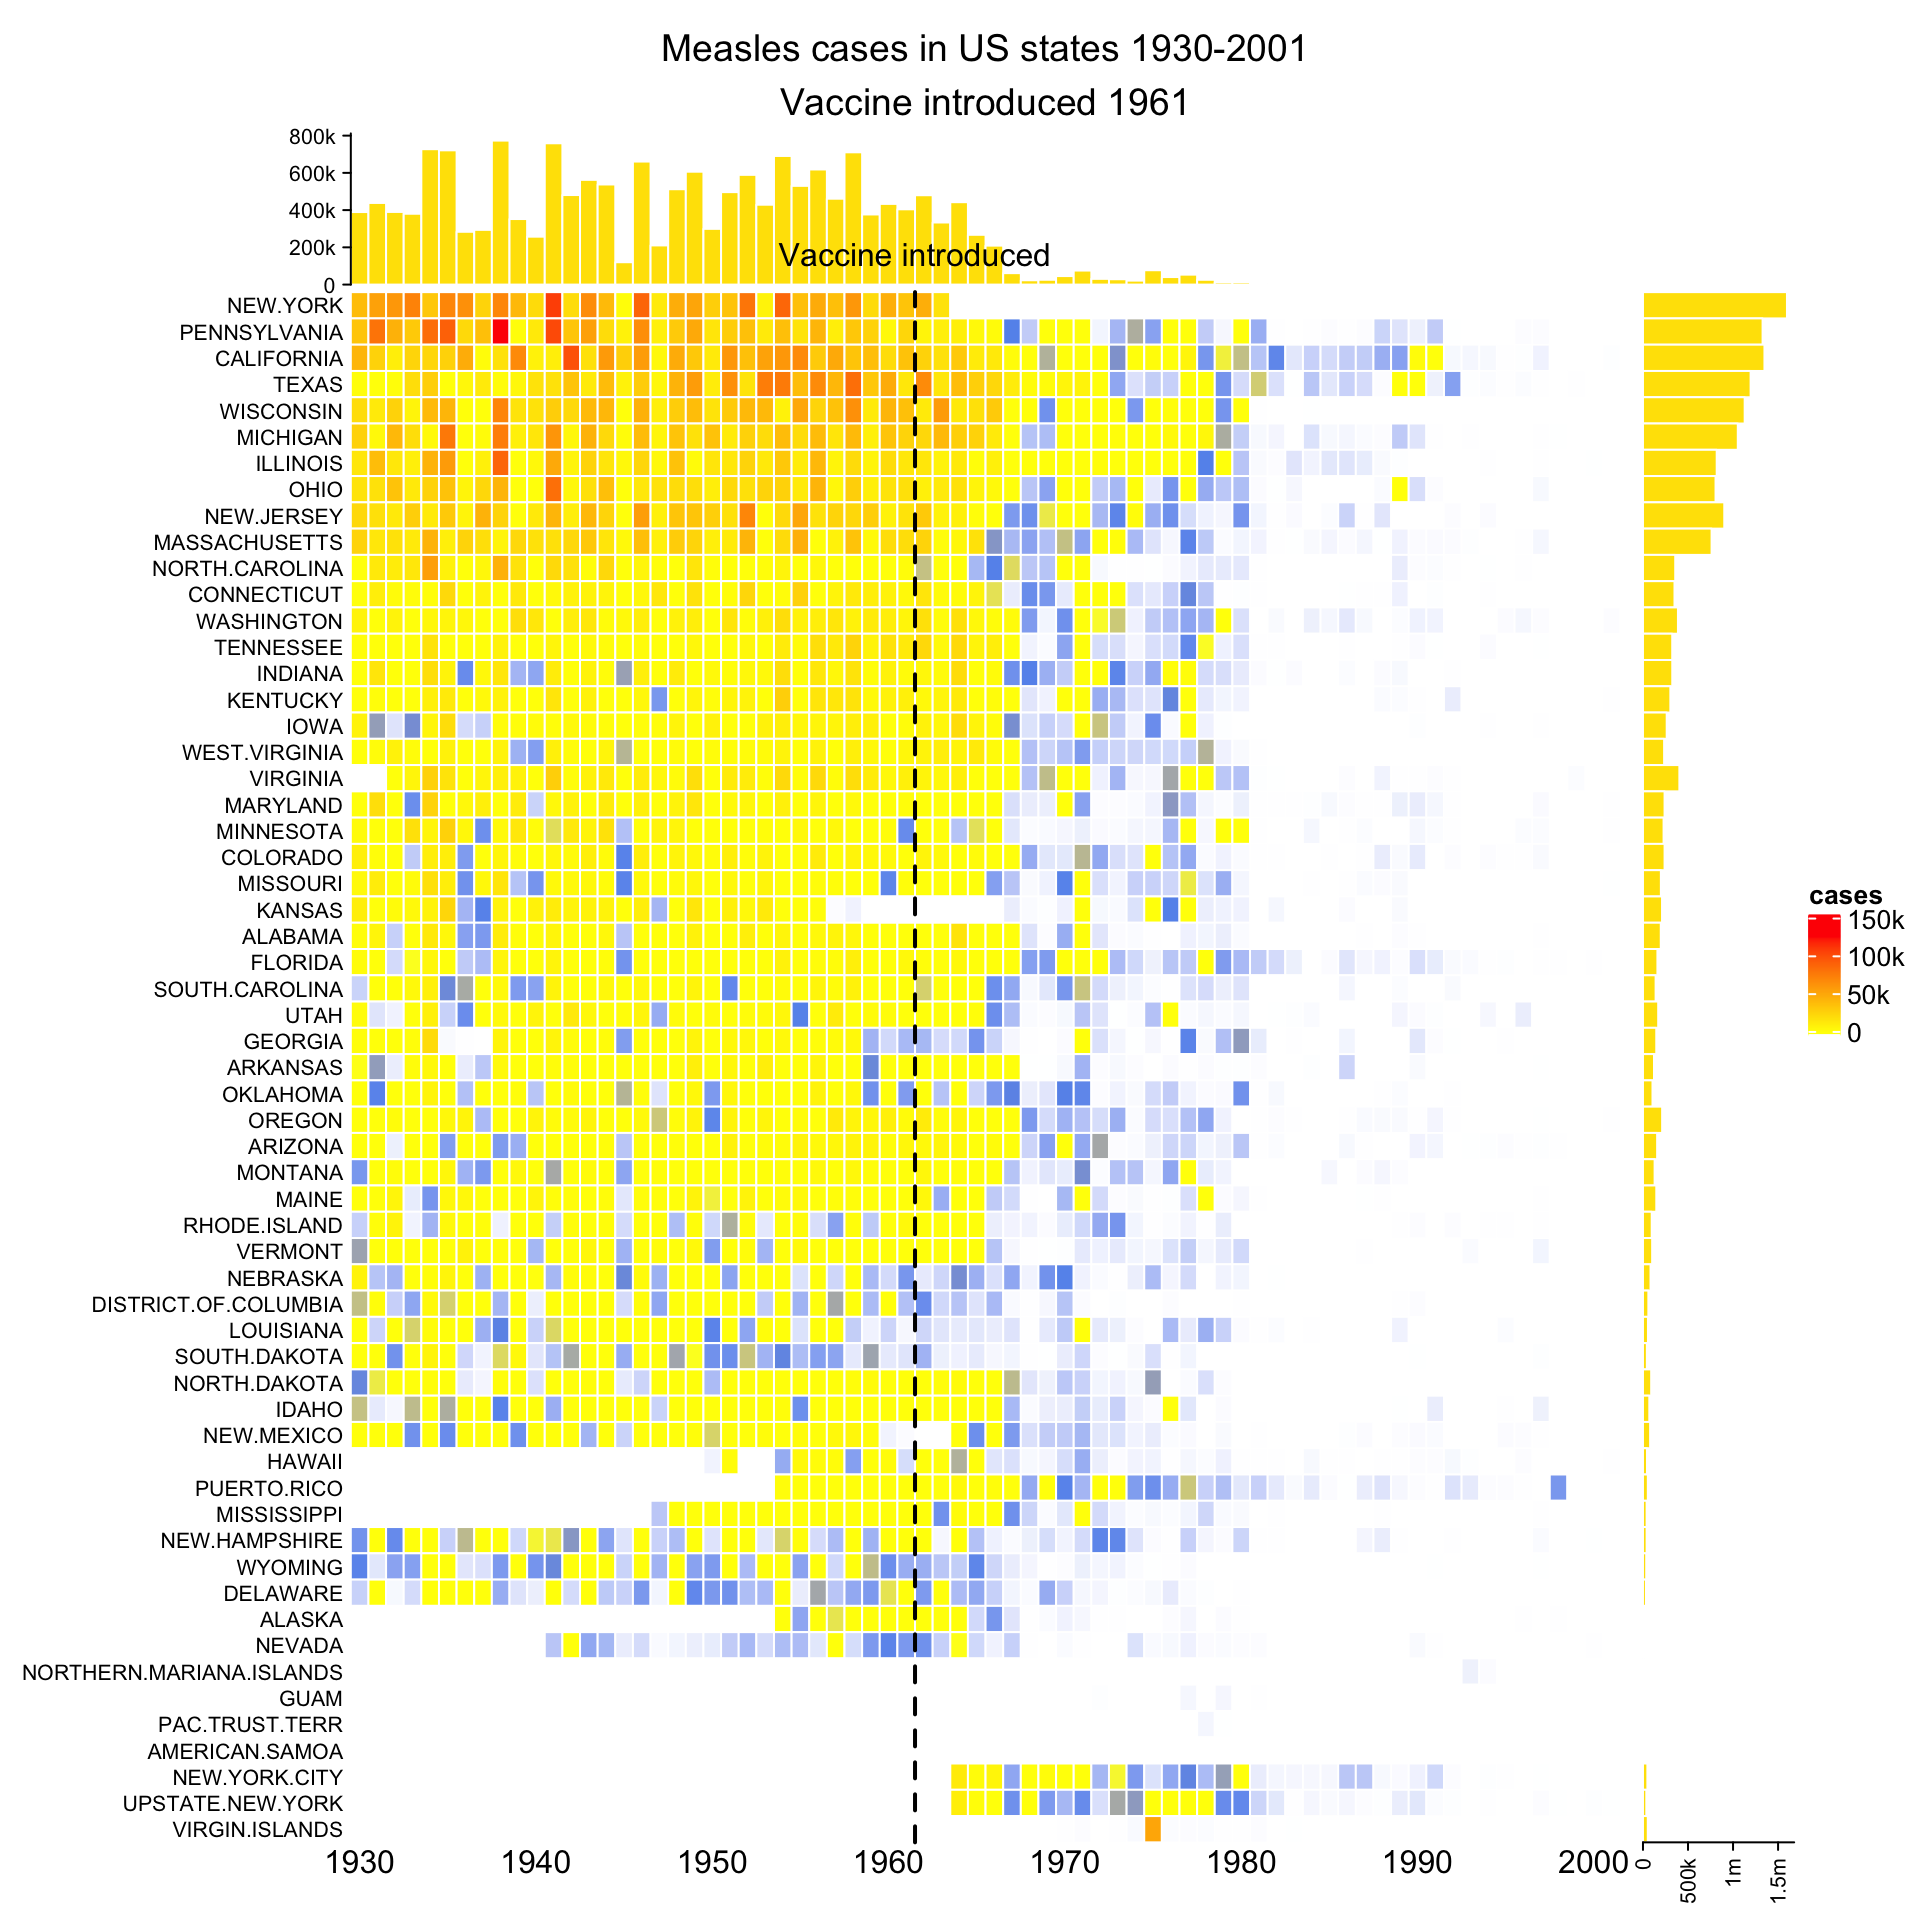 Measles cases in US states 1930-2001
Vaccine introduced 1961
800k
600k
400k
200k
0
Vaccine introduced
NEW.YORK
PENNSYLVANIA
CALIFORNIA
TEXAS
WISCONSIN
MICHIGAN
ILLINOIS
OHIO
NEW.JERSEY
MASSACHUSETTS
NORTH.CAROLINA
CONNECTICUT
WASHINGTON
TENNESSEE
INDIANA
KENTUCKY
IOWA
WEST.VIRGINIA
VIRGINIA
MARYLAND
MINNESOTA
COLORADO
MISSOURI
KANSAS
ALABAMA
FLORIDA
SOUTH.CAROLINA
UTAH
GEORGIA
ARKANSAS
OKLAHOMA
OREGON
ARIZONA
MONTANA
MAINE
RHODE.ISLAND
VERMONT
NEBRASKA
DISTRICT.OF.COLUMBIA
LOUISIANA
SOUTH.DAKOTA
NORTH.DAKOTA
IDAHO
NEW.MEXICO
HAWAII
PUERTO.RICO
MISSISSIPPI
NEW.HAMPSHIRE
WYOMING
DELAWARE
ALASKA
NEVADA
NORTHERN.MARIANA.ISLANDS
GUAM
PAC.TRUST.TERR
AMERICAN.SAMOA
NEW.YORK.CITY
UPSTATE.NEW.YORK
VIRGIN.ISLANDS
1930 1940 1950 1960 1970 1980 1990 2000
0 500k 1m 1.5m
cases
150k
100k
50k
0